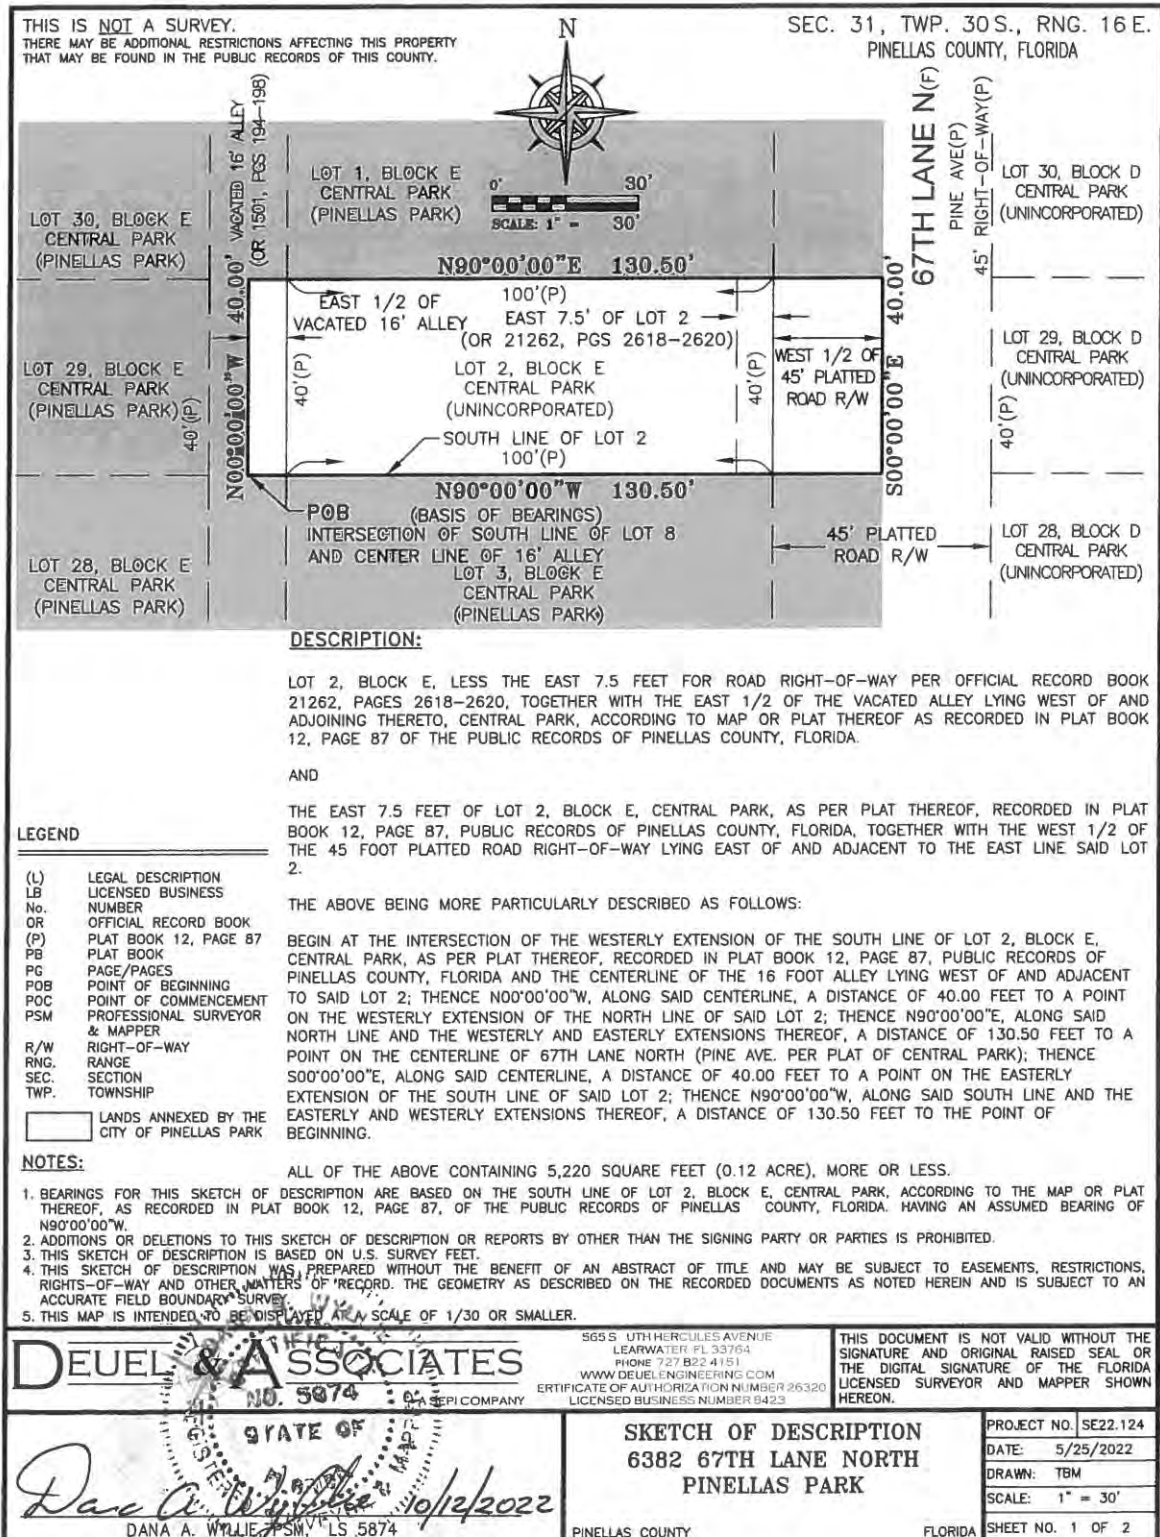 THIS IS NOT A SURVEY.
THERE MAY BE ADDITIONAL RESTRICTIONS AFFECTING THIS PROPERTY
THAT MAY BE FOUND IN THE PUBLIC RECORDS OF THIS COUNTY.
N
SEC. 31, TWP. 30 S., RNG. 16 E.
PINELLAS COUNTY, FLORIDA
VACATED 16' ALLEY
(OR 1501, PGS 194-198)
LOT 1, BLOCK E
CENTRAL PARK
(PINELLAS PARK)
0' 30'
SCALE: 1" = 30'
67TH LANE N(F)
PINE AVE(P)
45' RIGHT-OF-WAY(P)
LOT 30, BLOCK D
CENTRAL PARK
(UNINCORPORATED)
LOT 30, BLOCK E
CENTRAL PARK
(PINELLAS PARK)
N90°00'00"E 130.50'
100'(P)
EAST 1/2 OF
VACATED 16' ALLEY
EAST 7.5' OF LOT 2
(OR 21262, PGS 2618-2620)
LOT 29, BLOCK E
CENTRAL PARK
(PINELLAS PARK)
40'(P)
N00°00'00"W 40.00'
40'(P)
LOT 2, BLOCK E
CENTRAL PARK
(UNINCORPORATED)
40'(P)
WEST 1/2 OF
45' PLATTED
ROAD R/W
S00°00'00"E 40.00'
LOT 29, BLOCK D
CENTRAL PARK
(UNINCORPORATED)
40'(P)
SOUTH LINE OF LOT 2
100'(P)
N90°00'00"W 130.50'
(BASIS OF BEARINGS)
POB
INTERSECTION OF SOUTH LINE OF LOT 8
AND CENTER LINE OF 16' ALLEY
45' PLATTED
ROAD R/W
LOT 28, BLOCK D
CENTRAL PARK
(UNINCORPORATED)
LOT 28, BLOCK E
CENTRAL PARK
(PINELLAS PARK)
LOT 3, BLOCK E
CENTRAL PARK
(PINELLAS PARK)
DESCRIPTION:
LOT 2, BLOCK E, LESS THE EAST 7.5 FEET FOR ROAD RIGHT-OF-WAY PER OFFICIAL RECORD BOOK
21262, PAGES 2618-2620, TOGETHER WITH THE EAST 1/2 OF THE VACATED ALLEY LYING WEST OF AND
ADJOINING THERETO, CENTRAL PARK, ACCORDING TO MAP OR PLAT THEREOF AS RECORDED IN PLAT BOOK
12, PAGE 87 OF THE PUBLIC RECORDS OF PINELLAS COUNTY, FLORIDA.
AND
THE EAST 7.5 FEET OF LOT 2, BLOCK E, CENTRAL PARK, AS PER PLAT THEREOF, RECORDED IN PLAT
BOOK 12, PAGE 87, PUBLIC RECORDS OF PINELLAS COUNTY, FLORIDA, TOGETHER WITH THE WEST 1/2 OF
THE 45 FOOT PLATTED ROAD RIGHT-OF-WAY LYING EAST OF AND ADJACENT TO THE EAST LINE SAID LOT
2.
THE ABOVE BEING MORE PARTICULARLY DESCRIBED AS FOLLOWS:
BEGIN AT THE INTERSECTION OF THE WESTERLY EXTENSION OF THE SOUTH LINE OF LOT 2, BLOCK E,
CENTRAL PARK, AS PER PLAT THEREOF, RECORDED IN PLAT BOOK 12, PAGE 87, PUBLIC RECORDS OF
PINELLAS COUNTY, FLORIDA AND THE CENTERLINE OF THE 16 FOOT ALLEY LYING WEST OF AND ADJACENT
TO SAID LOT 2; THENCE N00°00'00"W, ALONG SAID CENTERLINE, A DISTANCE OF 40.00 FEET TO A POINT
ON THE WESTERLY EXTENSION OF THE NORTH LINE OF SAID LOT 2; THENCE N90°00'00"E, ALONG SAID
NORTH LINE AND THE WESTERLY AND EASTERLY EXTENSIONS THEREOF, A DISTANCE OF 130.50 FEET TO A
POINT ON THE CENTERLINE OF 67TH LANE NORTH (PINE AVE. PER PLAT OF CENTRAL PARK); THENCE
S00°00'00"E, ALONG SAID CENTERLINE, A DISTANCE OF 40.00 FEET TO A POINT ON THE EASTERLY
EXTENSION OF THE SOUTH LINE OF SAID LOT 2; THENCE N90°00'00"W, ALONG SAID SOUTH LINE AND THE
EASTERLY AND WESTERLY EXTENSIONS THEREOF, A DISTANCE OF 130.50 FEET TO THE POINT OF
BEGINNING.
ALL OF THE ABOVE CONTAINING 5,220 SQUARE FEET (0.12 ACRE), MORE OR LESS.
LEGEND
(L) LEGAL DESCRIPTION
LB LICENSED BUSINESS
No. NUMBER
OR OFFICIAL RECORD BOOK
(P) PLAT BOOK 12, PAGE 87
PB PLAT BOOK
PG PAGE/PAGES
POB POINT OF BEGINNING
POC POINT OF COMMENCEMENT
PSM PROFESSIONAL SURVEYOR
& MAPPER
R/W RIGHT-OF-WAY
RNG. RANGE
SEC. SECTION
TWP. TOWNSHIP
LANDS ANNEXED BY THE
CITY OF PINELLAS PARK
NOTES:
1. BEARINGS FOR THIS SKETCH OF DESCRIPTION ARE BASED ON THE SOUTH LINE OF LOT 2, BLOCK E, CENTRAL PARK, ACCORDING TO THE MAP OR PLAT
THEREOF, AS RECORDED IN PLAT BOOK 12, PAGE 87, OF THE PUBLIC RECORDS OF PINELLAS COUNTY, FLORIDA. HAVING AN ASSUMED BEARING OF
N90°00'00"W.
2. ADDITIONS OR DELETIONS TO THIS SKETCH OF DESCRIPTION OR REPORTS BY OTHER THAN THE SIGNING PARTY OR PARTIES IS PROHIBITED.
3. THIS SKETCH OF DESCRIPTION IS BASED ON U.S. SURVEY FEET.
4. THIS SKETCH OF DESCRIPTION WAS PREPARED WITHOUT THE BENEFIT OF AN ABSTRACT OF TITLE AND MAY BE SUBJECT TO EASEMENTS, RESTRICTIONS,
RIGHTS-OF-WAY AND OTHER MATTERS OF RECORD. THE GEOMETRY AS DESCRIBED ON THE RECORDED DOCUMENTS AS NOTED HEREIN AND IS SUBJECT TO AN
ACCURATE FIELD BOUNDARY SURVEY.
5. THIS MAP IS INTENDED TO BE DISPLAYED AT A SCALE OF 1/30 OR SMALLER.
DEUEL & ASSOCIATES
A SEPI COMPANY
565 S UTH HERCULES AVENUE
LEARWATER FL 33764
PHONE 727 822 4151
WWW DEUELENGINEERING COM
ERTIFICATE OF AUTHORIZATION NUMBER 26320
LICENSED BUSINESS NUMBER 8423
THIS DOCUMENT IS NOT VALID WITHOUT THE
SIGNATURE AND ORIGINAL RAISED SEAL OR
THE DIGITAL SIGNATURE OF THE FLORIDA
LICENSED SURVEYOR AND MAPPER SHOWN
HEREON.
NO. 5874
STATE OF
Dana A Wyllie 10/12/2022
DANA A. WYLLIE, PSM, LS 5874
SKETCH OF DESCRIPTION
6382 67TH LANE NORTH
PINELLAS PARK
PINELLAS COUNTY FLORIDA
PROJECT NO. SE22.124
DATE: 5/25/2022
DRAWN: TBM
SCALE: 1" = 30'
SHEET NO. 1 OF 2